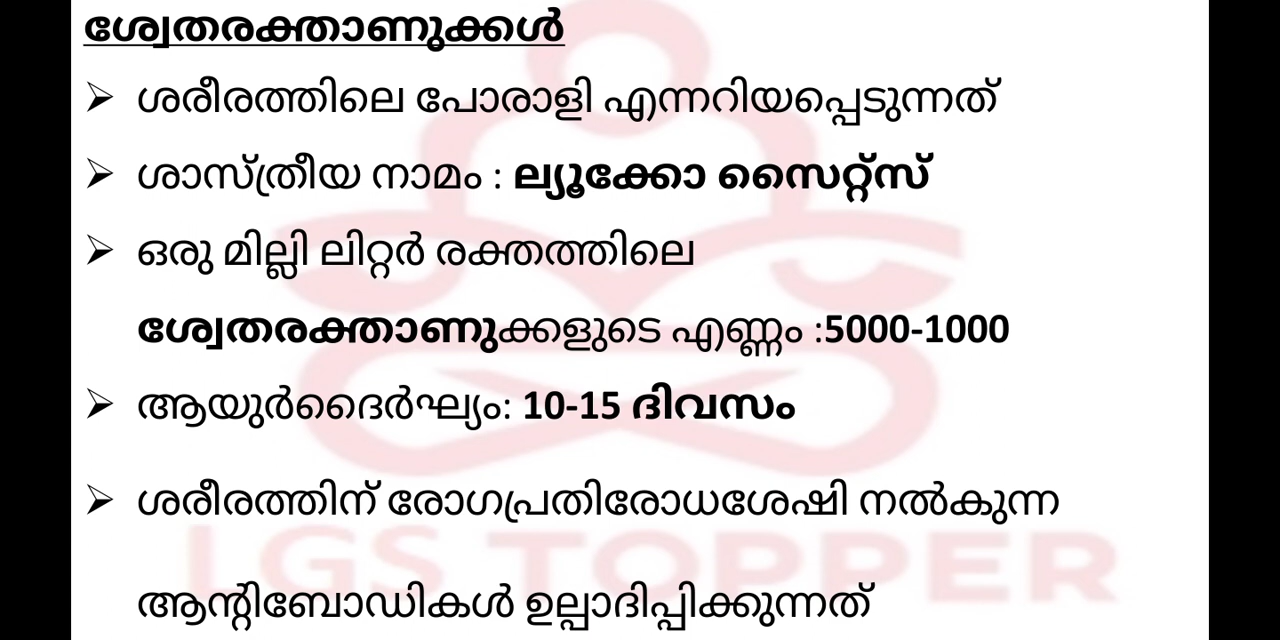 ശ്വേതരക്താണുക്കൾ
➢ ശരീരത്തിലെ പോരാളി എന്നറിയപ്പെടുന്നത്
➢ ശാസ്ത്രീയ നാമം : ല്യൂക്കോ സൈറ്റ്സ്
➢ ഒരു മില്ലി ലിറ്റർ രക്തത്തിലെ
ശ്വേതരക്താണുക്കളുടെ എണ്ണം :5000-1000
➢ ആയുർദൈർഘ്യം: 10-15 ദിവസം
➢ ശരീരത്തിന് രോഗപ്രതിരോധശേഷി നൽകുന്ന
LGS TOPPER
ആന്റിബോഡികൾ ഉല്പാദിപ്പിക്കുന്നത്